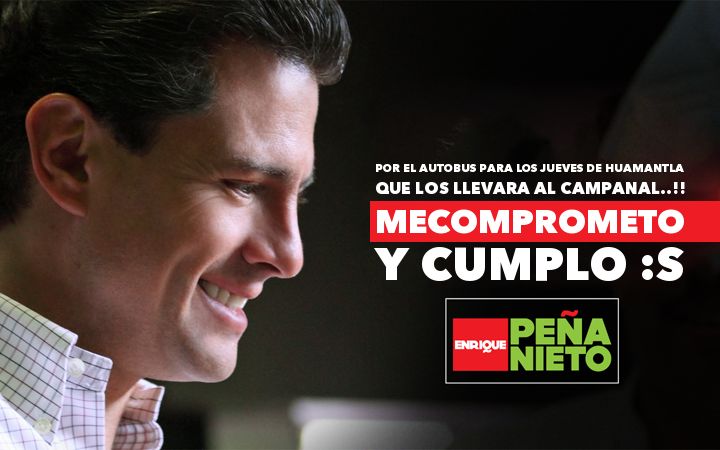 POR EL AUTOBUS PARA LOS JUEVES DE HUAMANTLA
QUE LOS LLEVARA AL CAMPANAL..!!
MECOMPROMETO
Y CUMPLO :S
ENRIQUE
PEÑA
NIETO